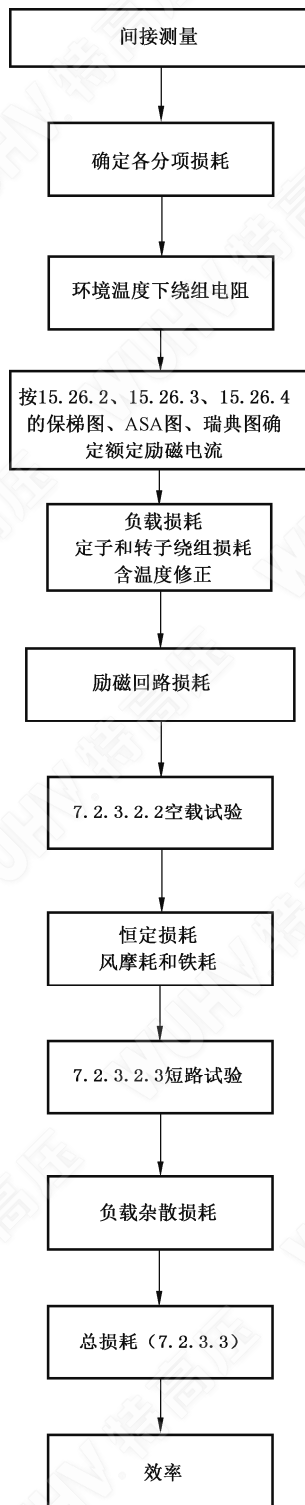 间接测量
确定各分项损耗
环境温度下绕组电阻
按15.26.2、15.26.3、15.26.4
的保梯图、ASA图、瑞典图确
定额定励磁电流
负载损耗
定子和转子绕组损耗
含温度修正
励磁回路损耗
7.2.3.2.2空载试验
恒定损耗
风摩耗和铁耗
7.2.3.2.3短路试验
负载杂散损耗
总损耗（7.2.3.3）
效率